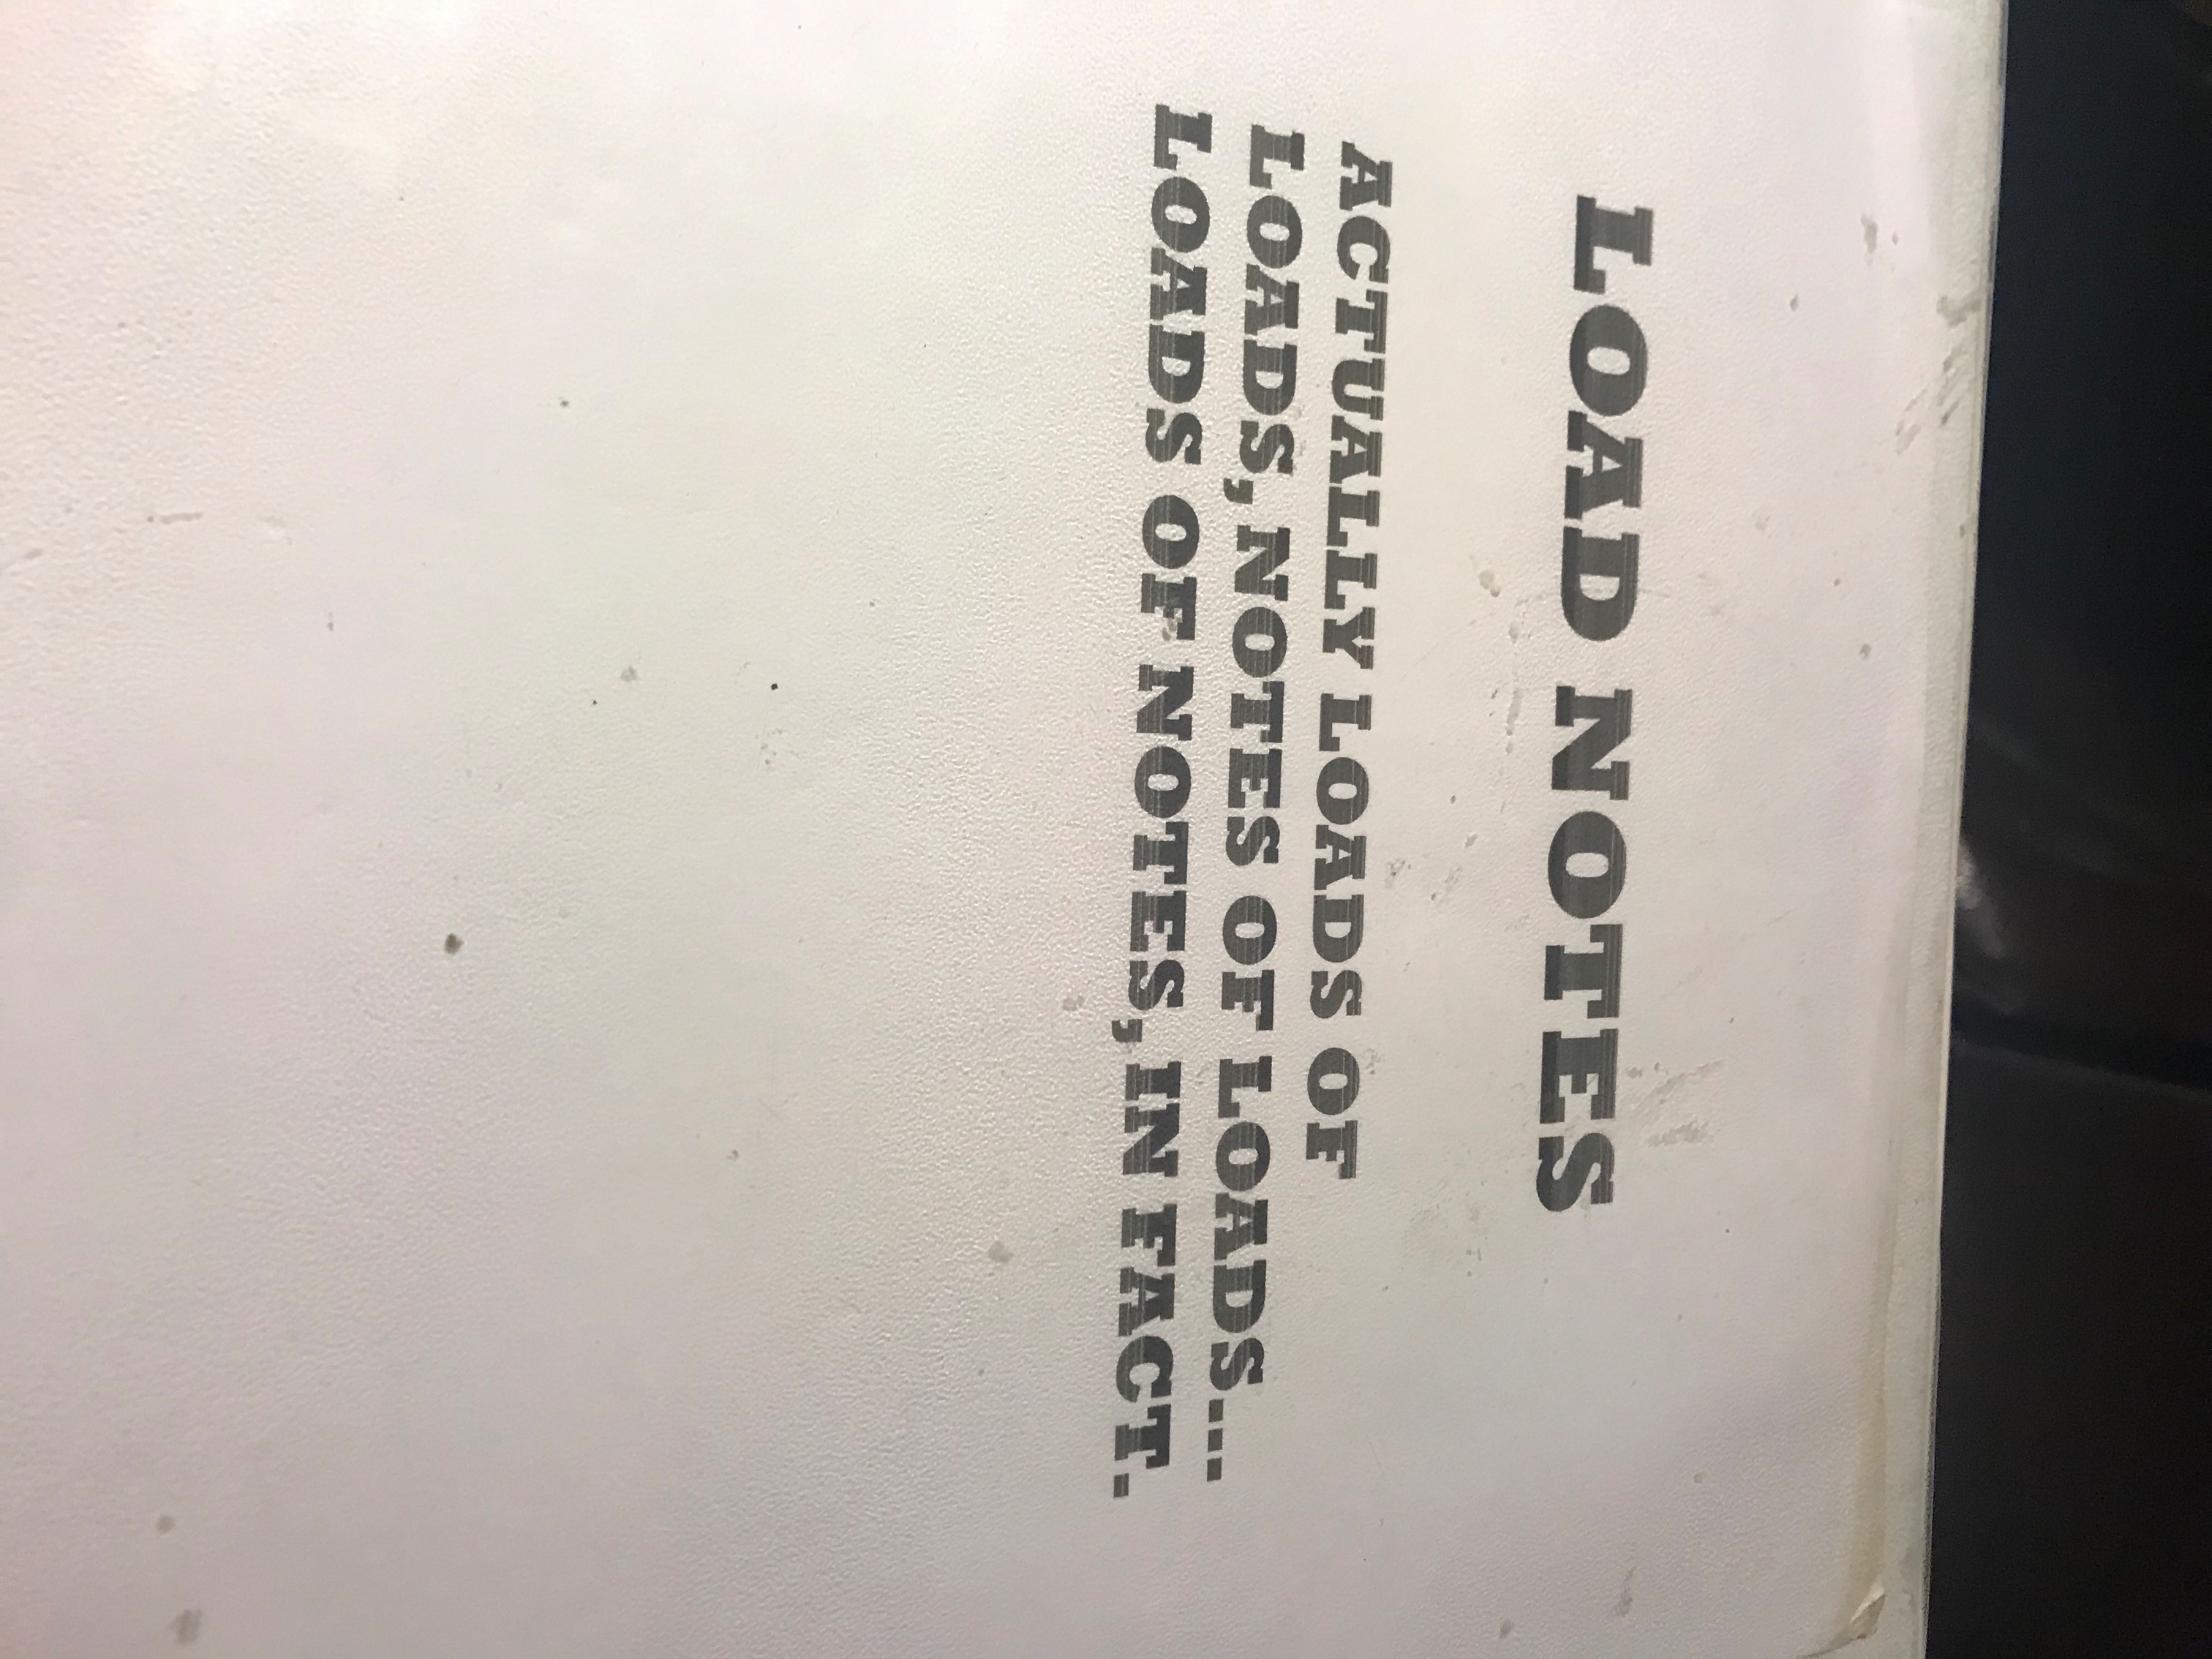 LOAD NOTES
ACTUALLY LOADS OF
LOADS, NOTES OF LOADS...
LOADS OF NOTES, IN FACT.